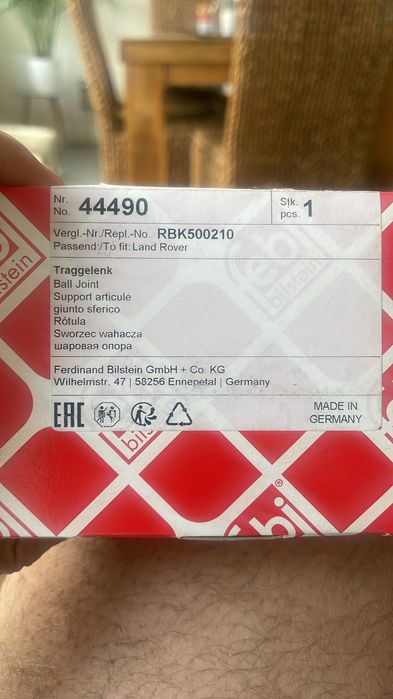 Nr.
No. 44490
Stk.
pcs. 1
Vergl.-Nr./Repl.-No. RBK500210
Passend:/To fit: Land Rover
Traggelenk
Ball Joint
Support articulé
giunto sferico
Rótula
Sworzeń wahacza
шаровая опора
Ferdinand Bilstein GmbH + Co. KG
Wilhelmstr. 47 | 58256 Ennepetal | Germany
EAC
MADE IN
GERMANY
bilstein
bilstein